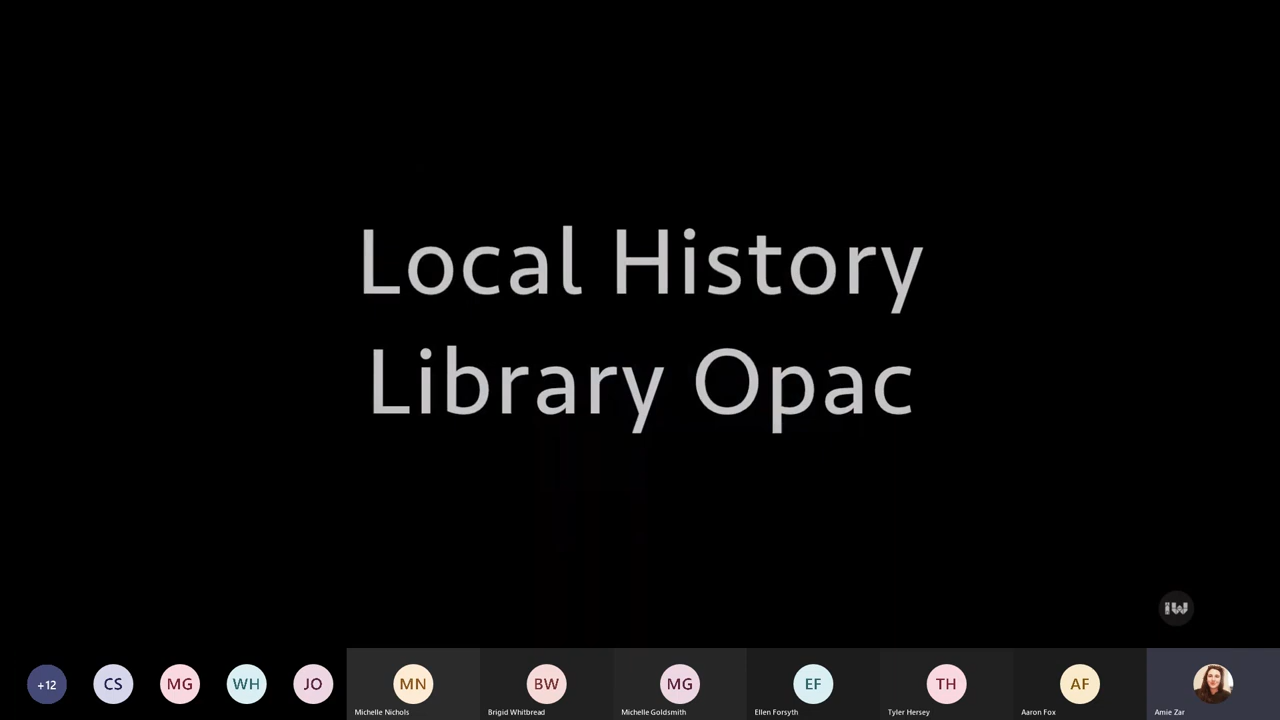 Local History
Library Opac
IW
+12
CS
MG
WH
JO
MN
BW
MG
EF
TH
AF
Michelle Nichols
Brigid Whitbread
Michelle Goldsmith
Ellen Forsyth
Tyler Hersey
Aaron Fox
Amie Zar